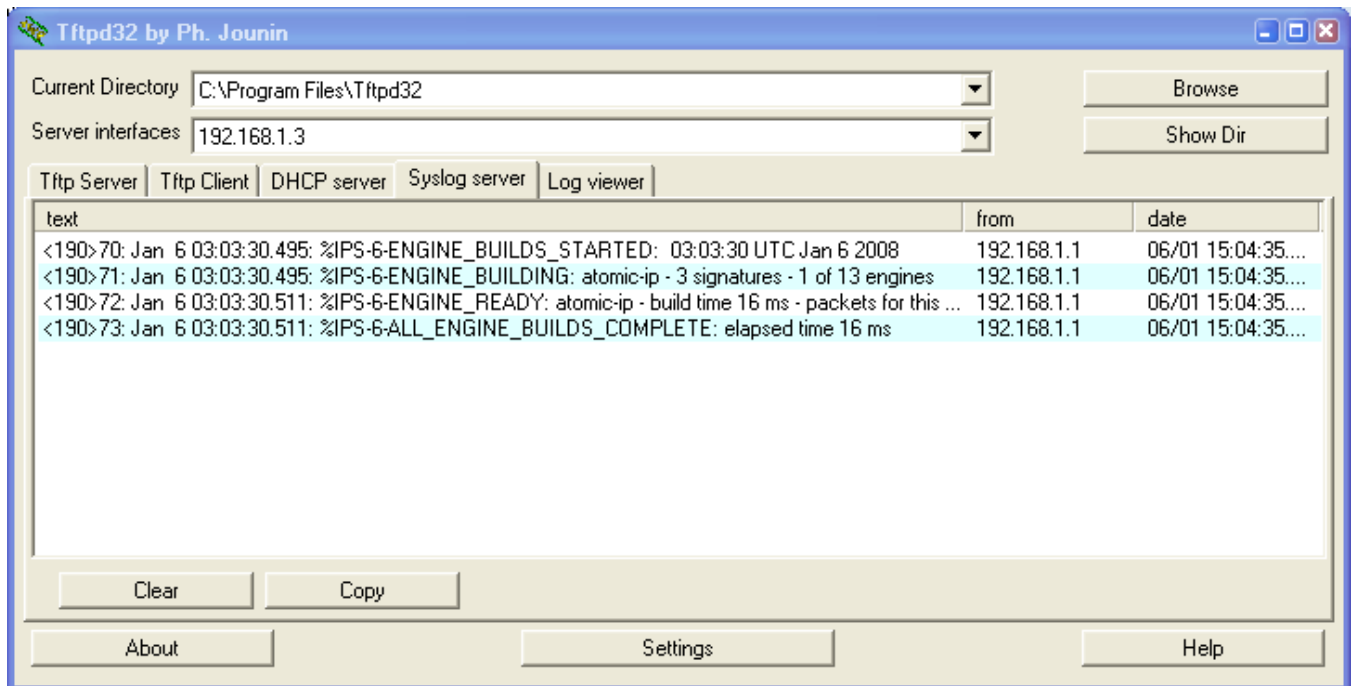 Tftpd32 by Ph. Jounin
Current Directory C:\Program Files\Tftpd32 Browse
Server interfaces 192.168.1.3 Show Dir
Tftp Server Tftp Client DHCP server Syslog server Log viewer
text from date
<190>70: Jan  6 03:03:30.495: %IPS-6-ENGINE_BUILDS_STARTED:  03:03:30 UTC Jan 6 2008 192.168.1.1 06/01 15:04:35....
<190>71: Jan  6 03:03:30.495: %IPS-6-ENGINE_BUILDING: atomic-ip - 3 signatures - 1 of 13 engines 192.168.1.1 06/01 15:04:35....
<190>72: Jan  6 03:03:30.511: %IPS-6-ENGINE_READY: atomic-ip - build time 16 ms - packets for this ... 192.168.1.1 06/01 15:04:35....
<190>73: Jan  6 03:03:30.511: %IPS-6-ALL_ENGINE_BUILDS_COMPLETE: elapsed time 16 ms 192.168.1.1 06/01 15:04:35....
Clear Copy
About Settings Help